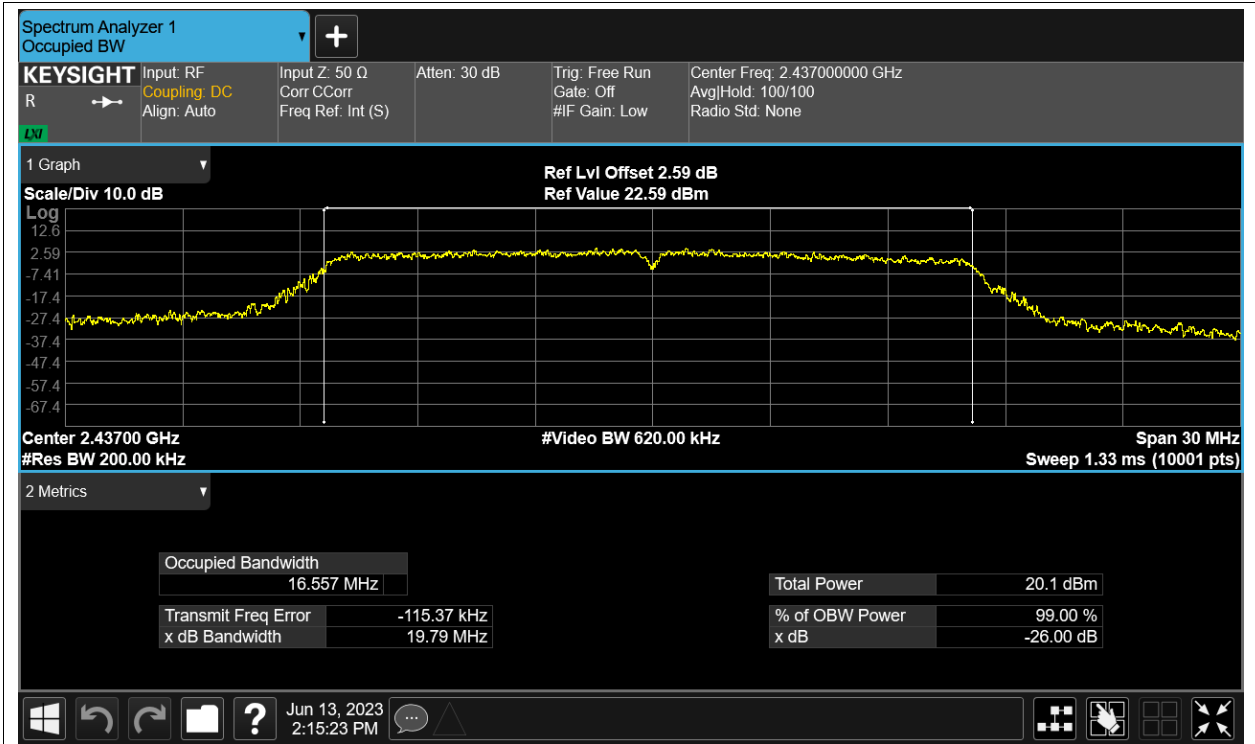 Spectrum Analyzer 1
Occupied BW
KEYSIGHT
R
LXI
Input: RF
Coupling: DC
Align: Auto
Input Z: 50 Ω
Corr CCorr
Freq Ref: Int (S)
Atten: 30 dB
Trig: Free Run
Gate: Off
#IF Gain: Low
Center Freq: 2.437000000 GHz
Avg|Hold: 100/100
Radio Std: None
1 Graph
Scale/Div 10.0 dB
Ref Lvl Offset 2.59 dB
Ref Value 22.59 dBm
Log
12.6
2.59
-7.41
-17.4
-27.4
-37.4
-47.4
-57.4
-67.4
Center 2.43700 GHz
#Res BW 200.00 kHz
#Video BW 620.00 kHz
Span 30 MHz
Sweep 1.33 ms (10001 pts)
2 Metrics
Occupied Bandwidth
16.557 MHz
Transmit Freq Error -115.37 kHz
x dB Bandwidth 19.79 MHz
Total Power 20.1 dBm
% of OBW Power 99.00 %
x dB -26.00 dB
?
Jun 13, 2023
2:15:23 PM